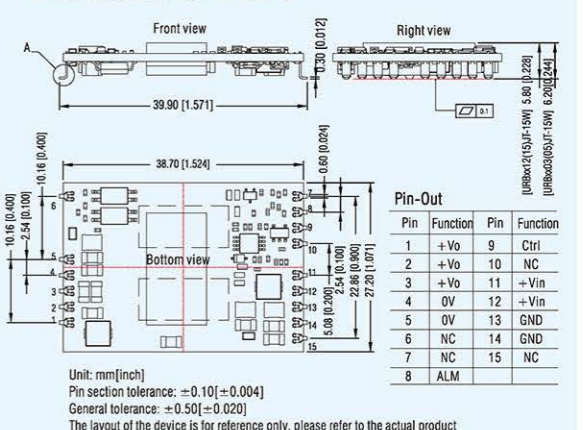 Front view
Right view
A
0.30 [0.012]
39.90 [1.571]
0.1
[URBxx12(15)JT-15W] 5.80 [0.228]
[URBxx03(05)JT-15W] 6.20[0.244]
38.70 [1.524]
0.60 [0.024]
10.16 [0.400]
2.54 [0.100]
10.16 [0.400]
6
5
4
3
2
1
Bottom view
7
8
9
10
11
12
13
14
15
5.08 [0.200]
2.54 [0.100]
22.86 [0.900]
27.20 [1.071]
Pin-Out
Pin Function Pin Function
1 +Vo 9 Ctrl
2 +Vo 10 NC
3 +Vo 11 +Vin
4 0V 12 +Vin
5 0V 13 GND
6 NC 14 GND
7 NC 15 NC
8 ALM
Unit: mm[inch]
Pin section tolerance: ±0.10[±0.004]
General tolerance: ±0.50[±0.020]
The layout of the device is for reference only, please refer to the actual product